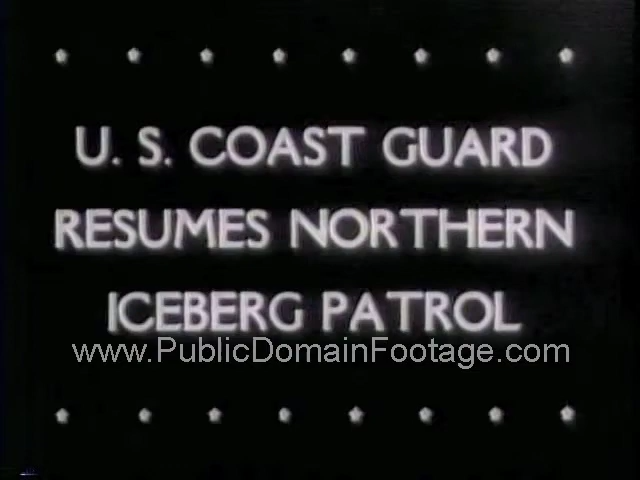 U. S. COAST GUARD
RESUMES NORTHERN
ICEBERG PATROL
www.PublicDomainFootage.com